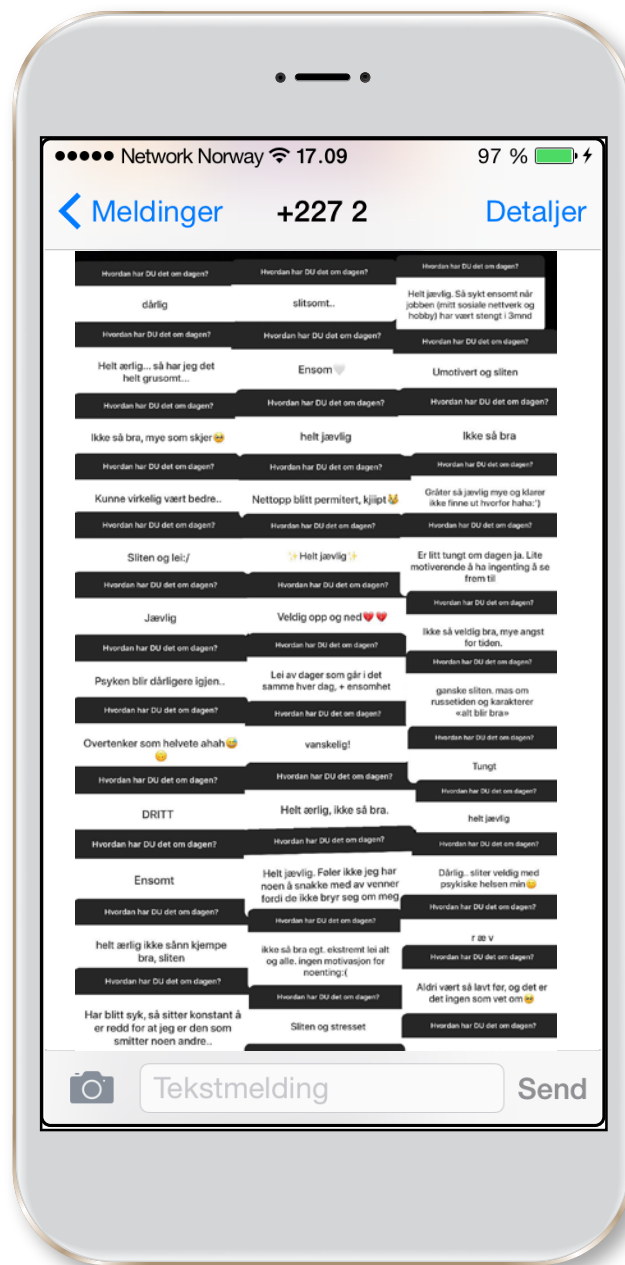 Network Norway 17.09 97 %
Meldinger +227 2 Detaljer
Hvordan har DU det om dagen?
dårlig
Hvordan har DU det om dagen?
Helt ærlig... så har jeg det
helt grusomt...
Hvordan har DU det om dagen?
Ikke så bra, mye som skjer🥺
Hvordan har DU det om dagen?
Kunne virkelig vært bedre..
Hvordan har DU det om dagen?
Sliten og lei:/
Hvordan har DU det om dagen?
Jævlig
Hvordan har DU det om dagen?
Psyken blir dårligere igjen..
Hvordan har DU det om dagen?
Overtenker som helvete ahah😅
Hvordan har DU det om dagen?
DRITT
Hvordan har DU det om dagen?
Ensomt
Hvordan har DU det om dagen?
helt ærlig ikke sånn kjempe
bra, sliten
Hvordan har DU det om dagen?
Har blitt syk, så sitter konstant å
er redd for at jeg er den som
smitter noen andre..
Hvordan har DU det om dagen?
slitsomt..
Hvordan har DU det om dagen?
Ensom🤍
Hvordan har DU det om dagen?
helt jævlig
Hvordan har DU det om dagen?
Nettopp blitt permitert, kjiipt😿
Hvordan har DU det om dagen?
✨Helt jævlig✨
Hvordan har DU det om dagen?
Veldig opp og ned💔💔
Hvordan har DU det om dagen?
Lei av dager som går i det
samme hver dag, + ensomhet
Hvordan har DU det om dagen?
vanskelig!
Hvordan har DU det om dagen?
Helt ærlig, ikke så bra.
Hvordan har DU det om dagen?
Helt jævlig. Føler ikke jeg har
noen å snakke med av venner
fordi de ikke bryr seg om meg
Hvordan har DU det om dagen?
ikke så bra egt. ekstremt lei alt
og alle. ingen motivasjon for
noenting:(
Hvordan har DU det om dagen?
Sliten og stresset
Hvordan har DU det om dagen?
Helt jævlig. Så sykt ensomt når
jobben (mitt sosiale nettverk og
hobby) har vært stengt i 3mnd
Hvordan har DU det om dagen?
Umotivert og sliten
Hvordan har DU det om dagen?
Ikke så bra
Hvordan har DU det om dagen?
Gråter så jævlig mye og klarer
ikke finne ut hvorfor haha:')
Hvordan har DU det om dagen?
Er litt tungt om dagen ja. Lite
motiverende å ha ingenting å se
frem til
Hvordan har DU det om dagen?
Ikke så veldig bra, mye angst
for tiden.
Hvordan har DU det om dagen?
ganske sliten. mas om
russetiden og karakterer
«alt blir bra»
Hvordan har DU det om dagen?
Tungt
Hvordan har DU det om dagen?
helt jævlig
Hvordan har DU det om dagen?
Dårlig.. sliter veldig med
psykiske helsen min
Hvordan har DU det om dagen?
r æ v
Hvordan har DU det om dagen?
Aldri vært så lavt før, og det er
det ingen som vet om🥺
Hvordan har DU det om dagen?
Tekstmelding Send